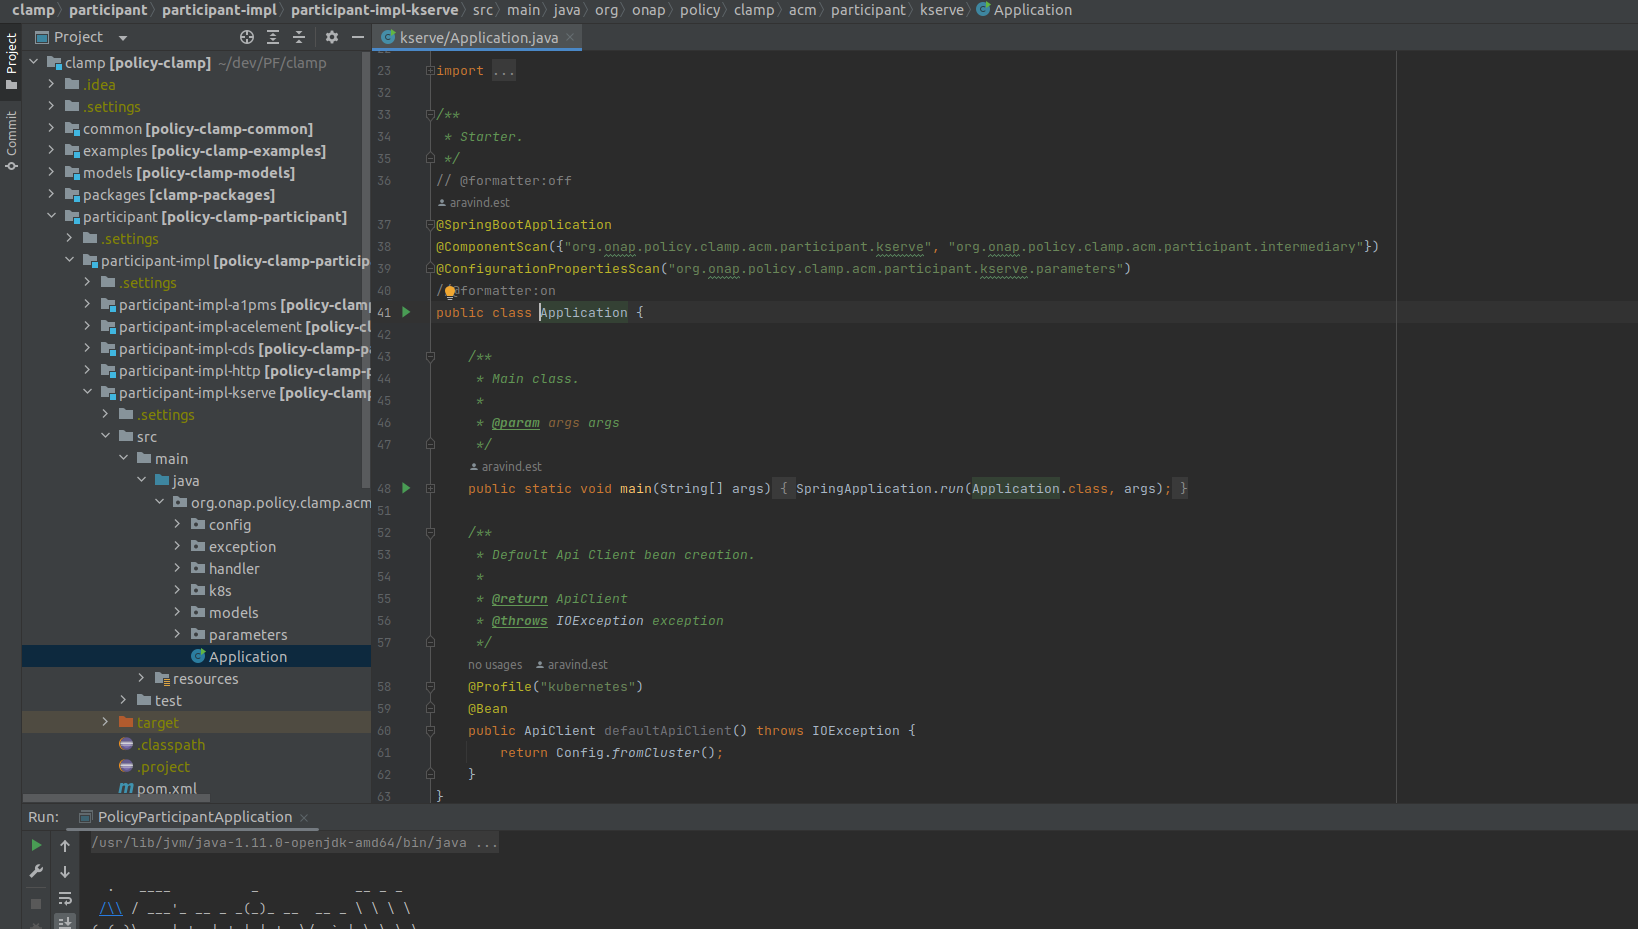 clamp › participant › participant-impl › participant-impl-kserve › src › main › java › org › onap › policy › clamp › acm › participant › kserve › Application
Project
Commit
Project
kserve/Application.java
clamp [policy-clamp] ~/dev/PF/clamp
.idea
.settings
common [policy-clamp-common]
examples [policy-clamp-examples]
models [policy-clamp-models]
packages [clamp-packages]
participant [policy-clamp-participant]
.settings
participant-impl [policy-clamp-particip
.settings
participant-impl-a1pms [policy-clam
participant-impl-acelement [policy-cl
participant-impl-cds [policy-clamp-pa
participant-impl-http [policy-clamp-p
participant-impl-kserve [policy-clamp
.settings
src
main
java
org.onap.policy.clamp.acm
config
exception
handler
k8s
models
parameters
Application
resources
test
target
.classpath
.project
pom.xml
23 import ...
32
33 /**
34 * Starter.
35 */
36 // @formatter:off
aravind.est
37 @SpringBootApplication
38 @ComponentScan({"org.onap.policy.clamp.acm.participant.kserve", "org.onap.policy.clamp.acm.participant.intermediary"})
39 @ConfigurationPropertiesScan("org.onap.policy.clamp.acm.participant.kserve.parameters")
40 //@formatter:on
41 public class Application {
42
43 /**
44 * Main class.
45 *
46 * @param args args
47 */
aravind.est
48 public static void main(String[] args) { SpringApplication.run(Application.class, args); }
51
52 /**
53 * Default Api Client bean creation.
54 *
55 * @return ApiClient
56 * @throws IOException exception
57 */
no usages aravind.est
58 @Profile("kubernetes")
59 @Bean
60 public ApiClient defaultApiClient() throws IOException {
61 return Config.fromCluster();
62 }
63 }
Run: PolicyParticipantApplication
/usr/lib/jvm/java-1.11.0-openjdk-amd64/bin/java ...